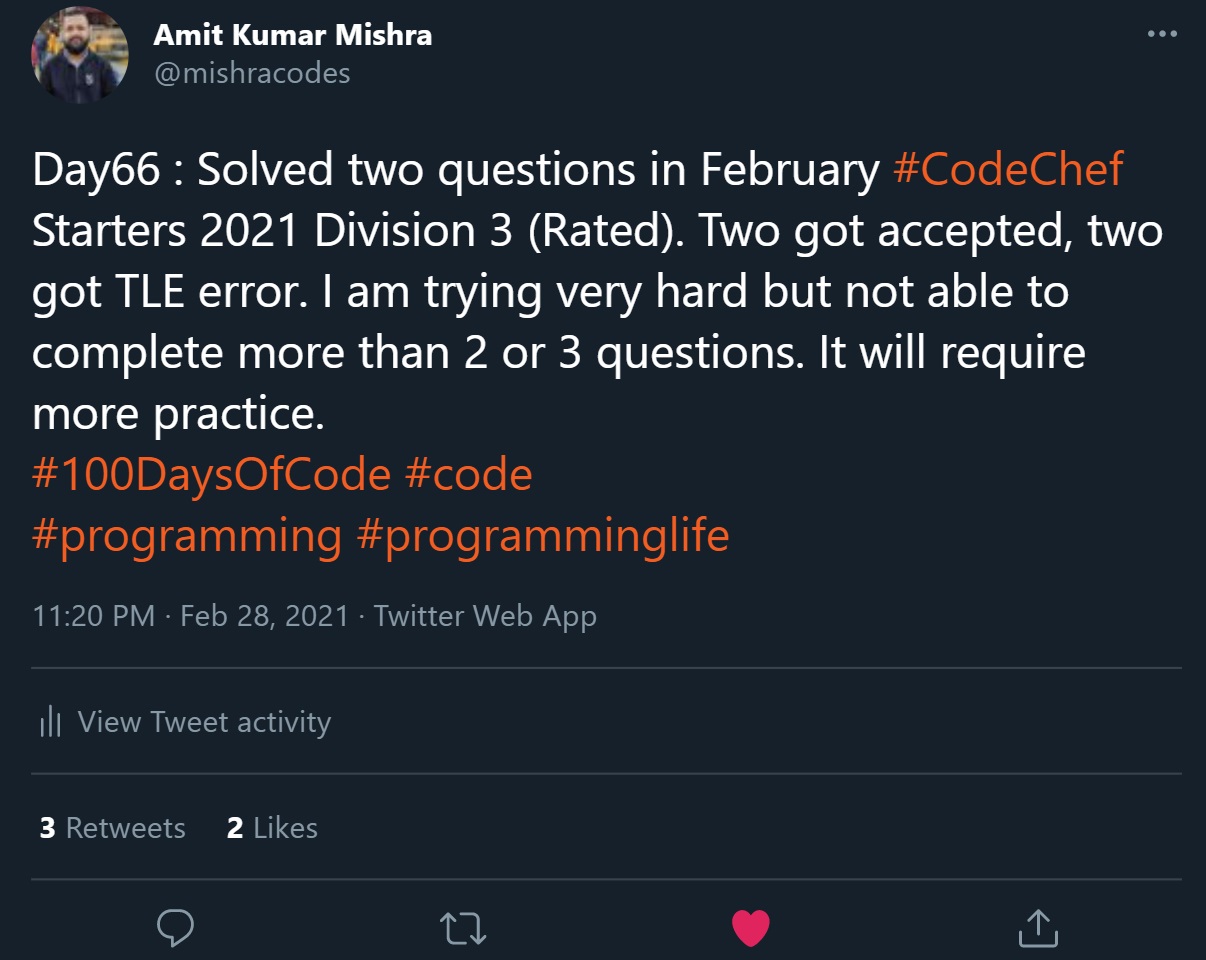 Amit Kumar Mishra
@mishracodes
Day66 : Solved two questions in February #CodeChef
Starters 2021 Division 3 (Rated). Two got accepted, two
got TLE error. I am trying very hard but not able to
complete more than 2 or 3 questions. It will require
more practice.
#100DaysOfCode #code
#programming #programminglife
11:20 PM · Feb 28, 2021 · Twitter Web App
View Tweet activity
3 Retweets 2 Likes